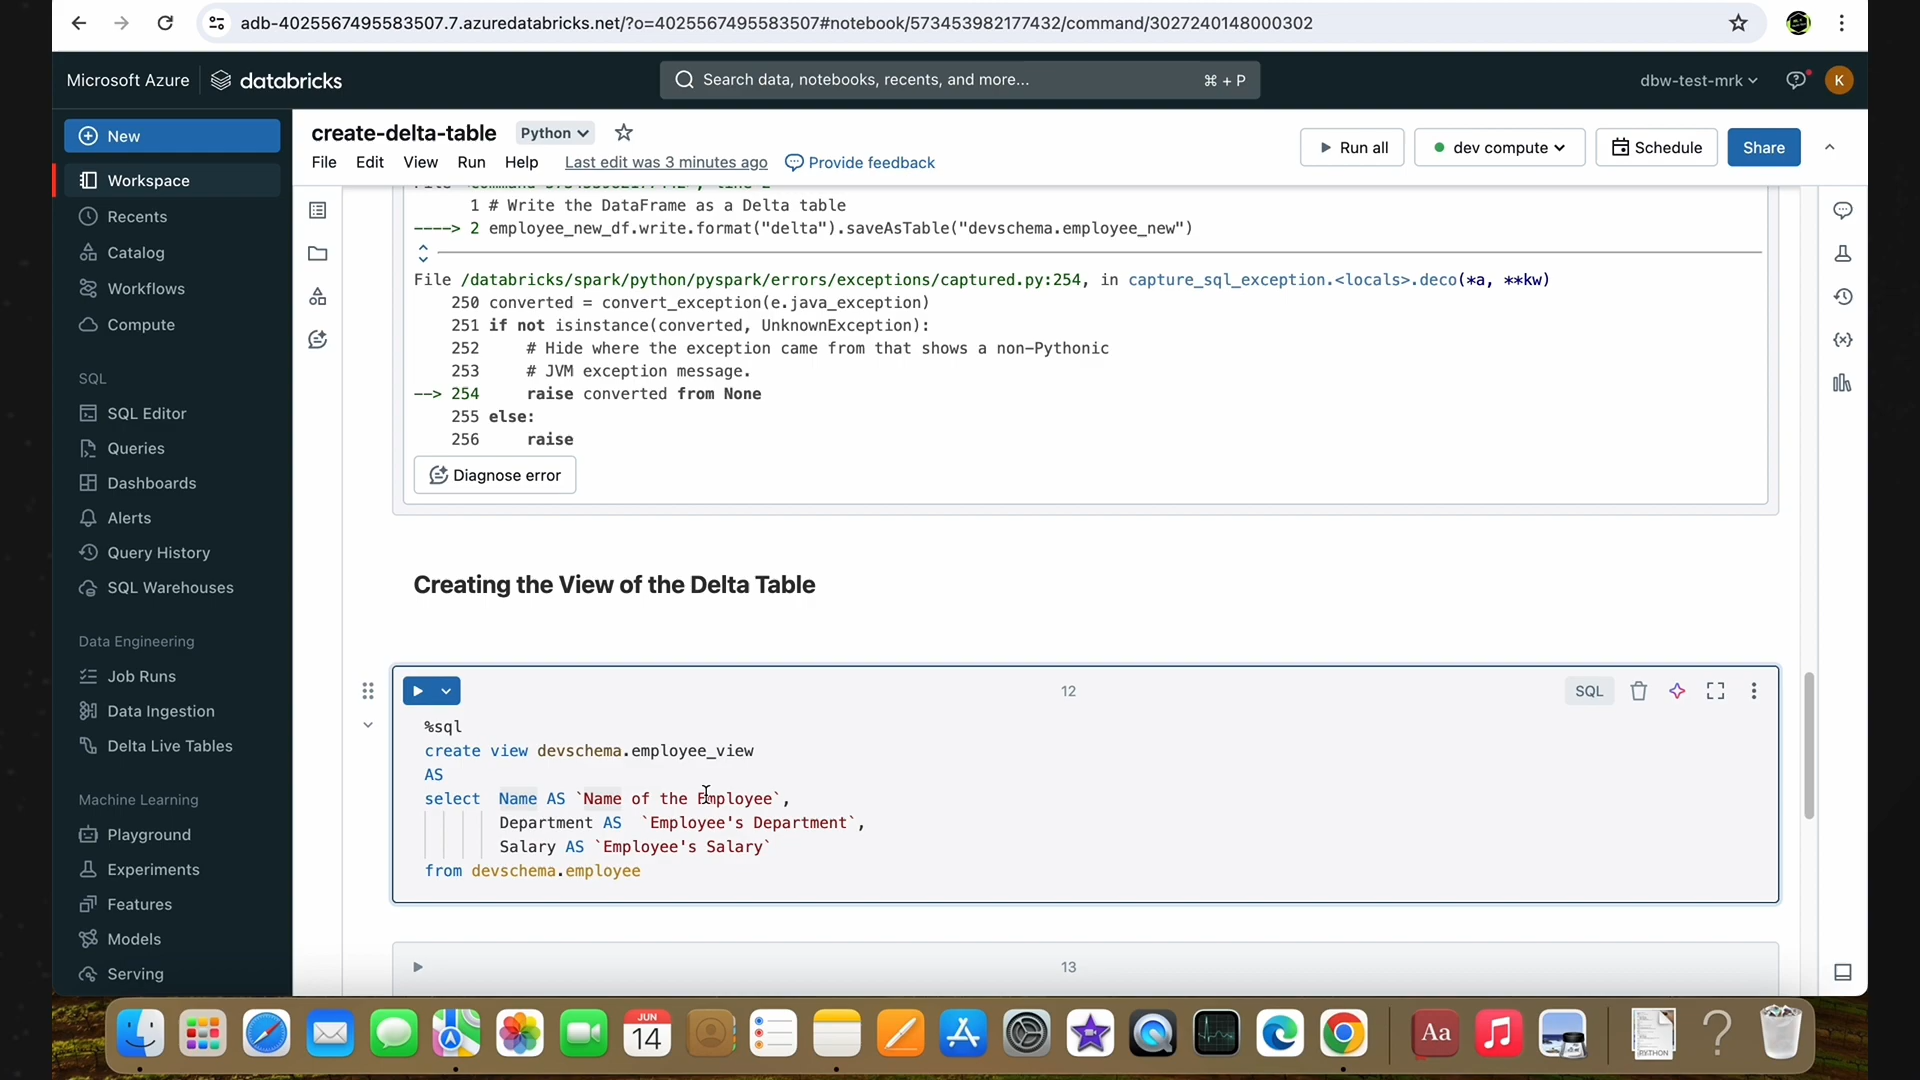 adb-4025567495583507.7.azuredatabricks.net/?o=4025567495583507#notebook/573453982177432/command/3027240148000302
Microsoft Azure databricks
Search data, notebooks, recents, and more... ⌘ + P
dbw-test-mrk K
New
Workspace
Recents
Catalog
Workflows
Compute
SQL
SQL Editor
Queries
Dashboards
Alerts
Query History
SQL Warehouses
Data Engineering
Job Runs
Data Ingestion
Delta Live Tables
Machine Learning
Playground
Experiments
Features
Models
Serving
create-delta-table Python
File Edit View Run Help Last edit was 3 minutes ago Provide feedback
Run all dev compute Schedule Share
1 # Write the DataFrame as a Delta table
----> 2 employee_new_df.write.format("delta").saveAsTable("devschema.employee_new")
File /databricks/spark/python/pyspark/errors/exceptions/captured.py:254, in capture_sql_exception.<locals>.deco(*a, **kw)
250 converted = convert_exception(e.java_exception)
251 if not isinstance(converted, UnknownException):
252 # Hide where the exception came from that shows a non-Pythonic
253 # JVM exception message.
--> 254 raise converted from None
255 else:
256 raise
Diagnose error
Creating the View of the Delta Table
12
SQL
%sql
create view devschema.employee_view
AS
select Name AS `Name of the Employee`,
Department AS `Employee's Department`,
Salary AS `Employee's Salary`
from devschema.employee
13
JUN
14
Aa
PYTHON